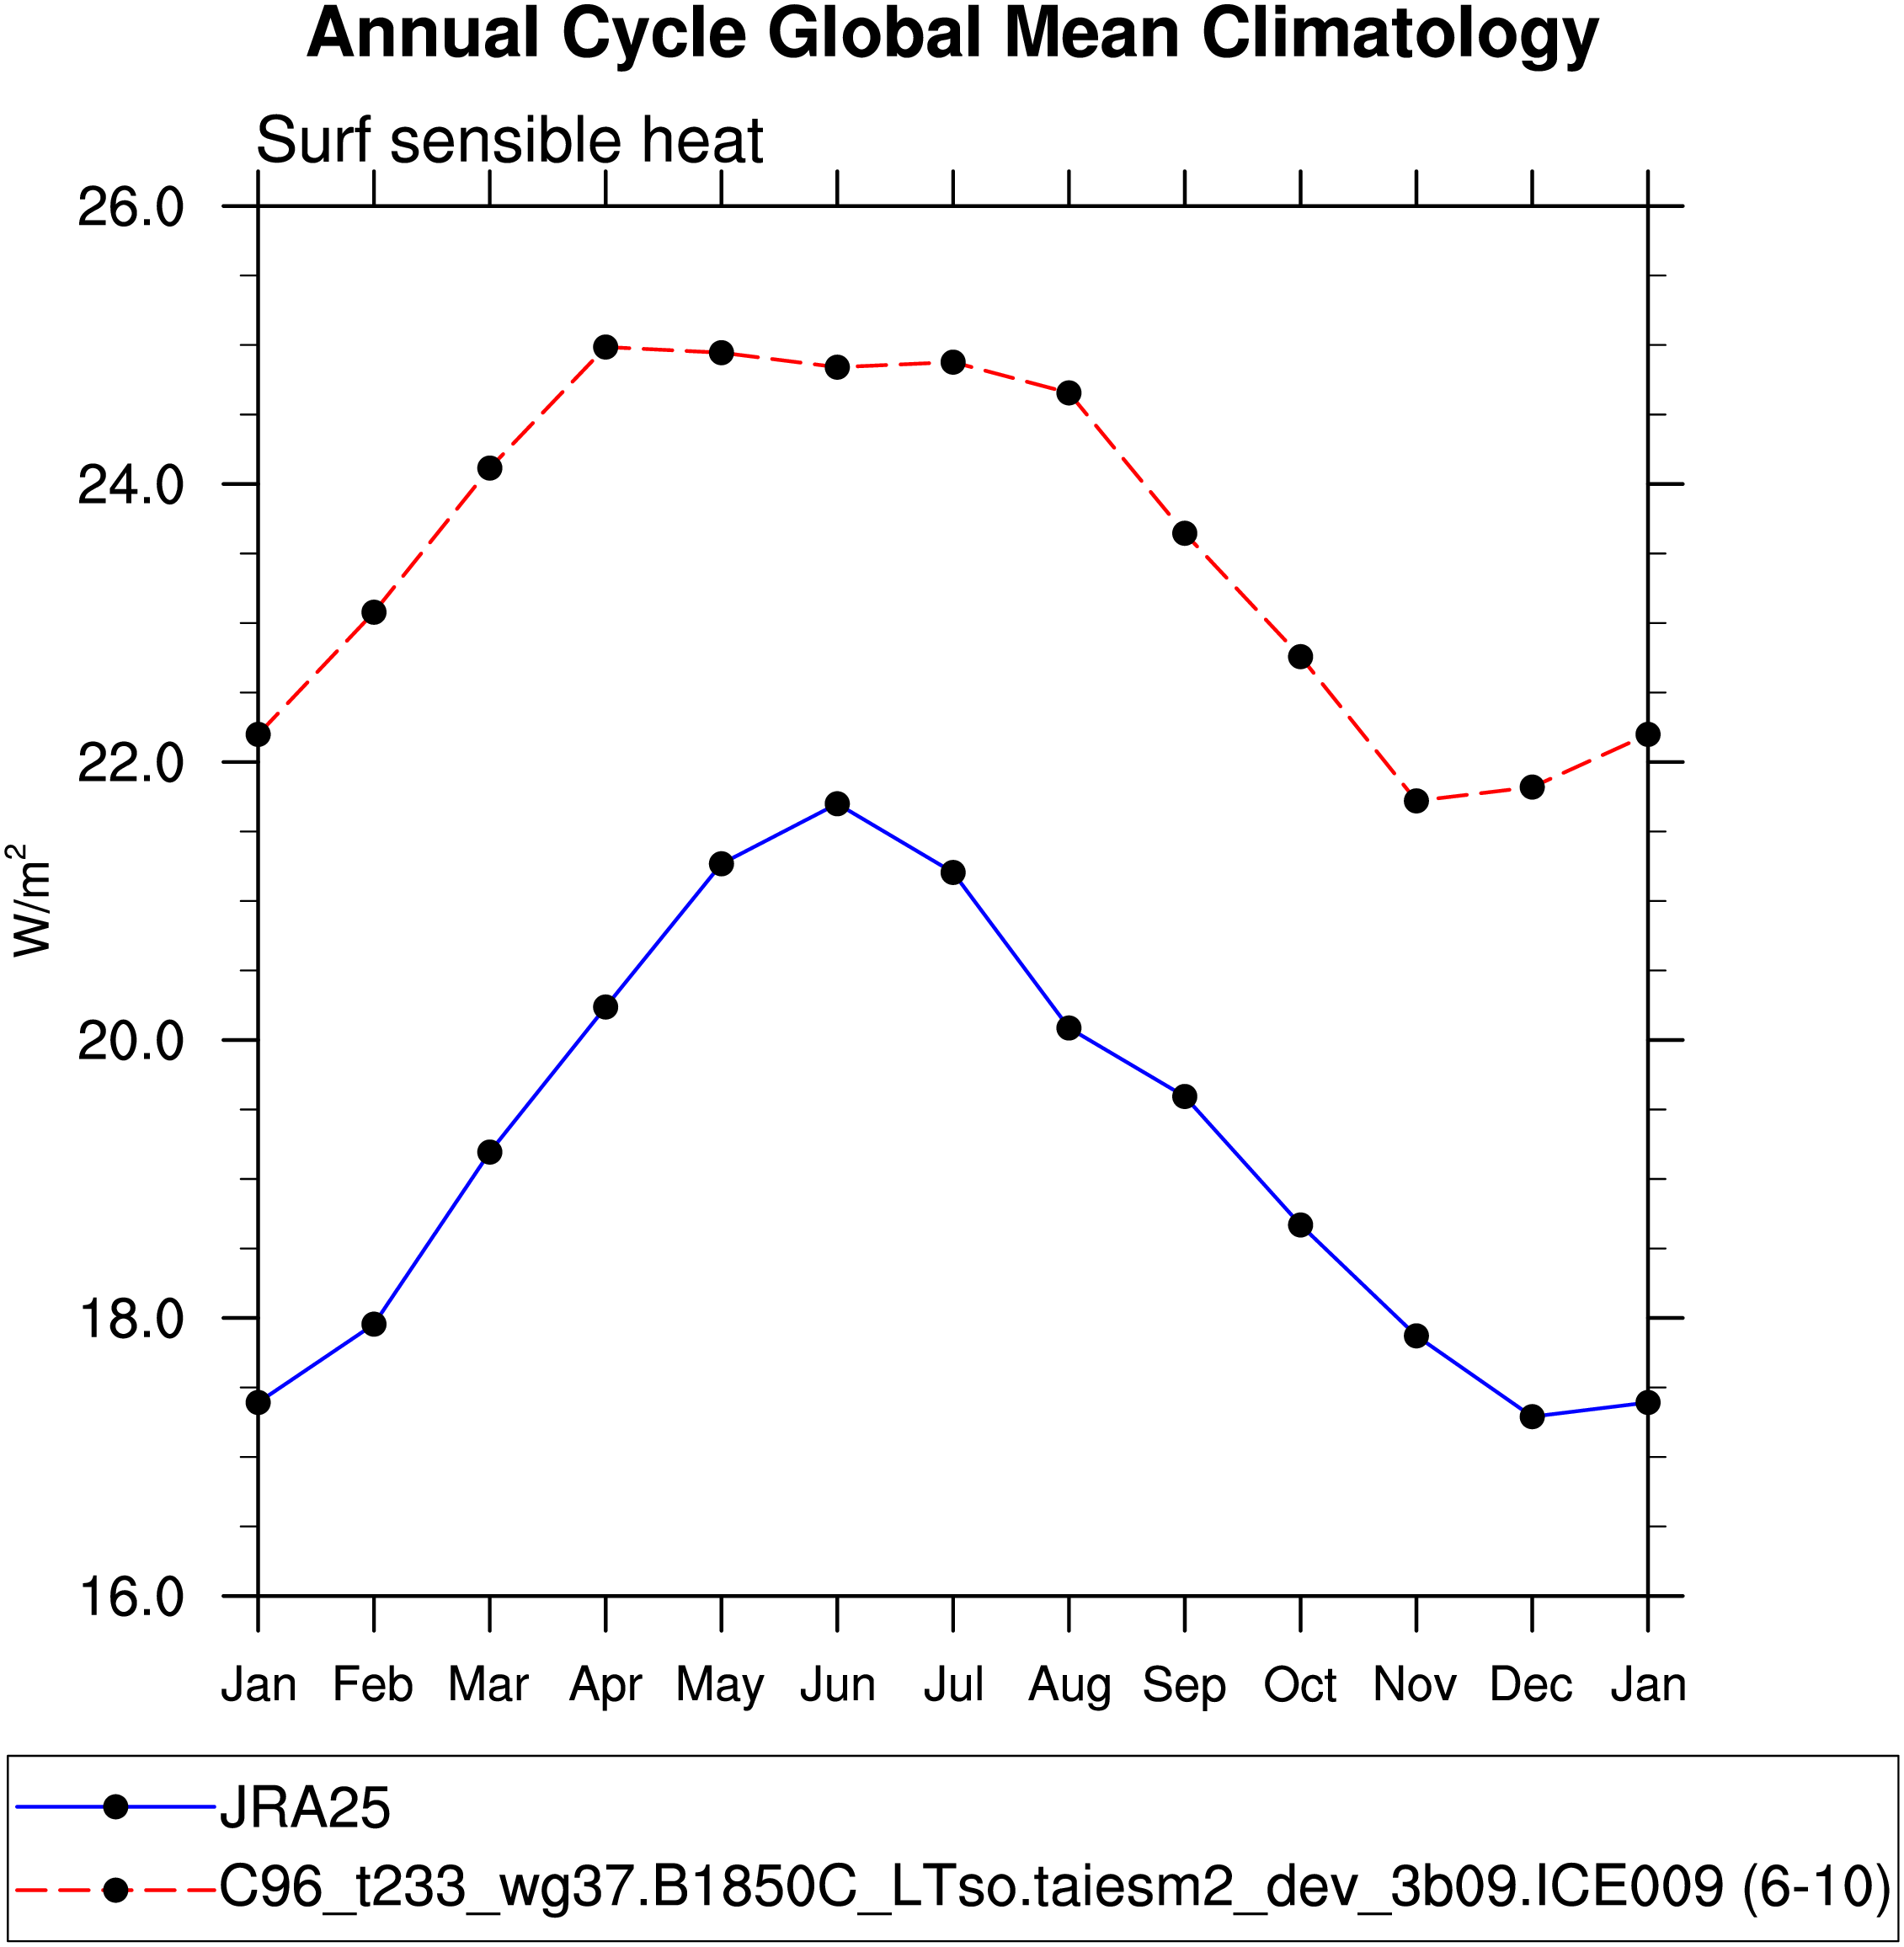 Annual Cycle Global Mean Climatology
Surf sensible heat
26.0
24.0
22.0
20.0
18.0
16.0
W/m²
Jan Feb Mar Apr May Jun Jul Aug Sep Oct Nov Dec Jan
JRA25
C96_t233_wg37.B1850C_LTso.taiesm2_dev_3b09.ICE009 (6-10)